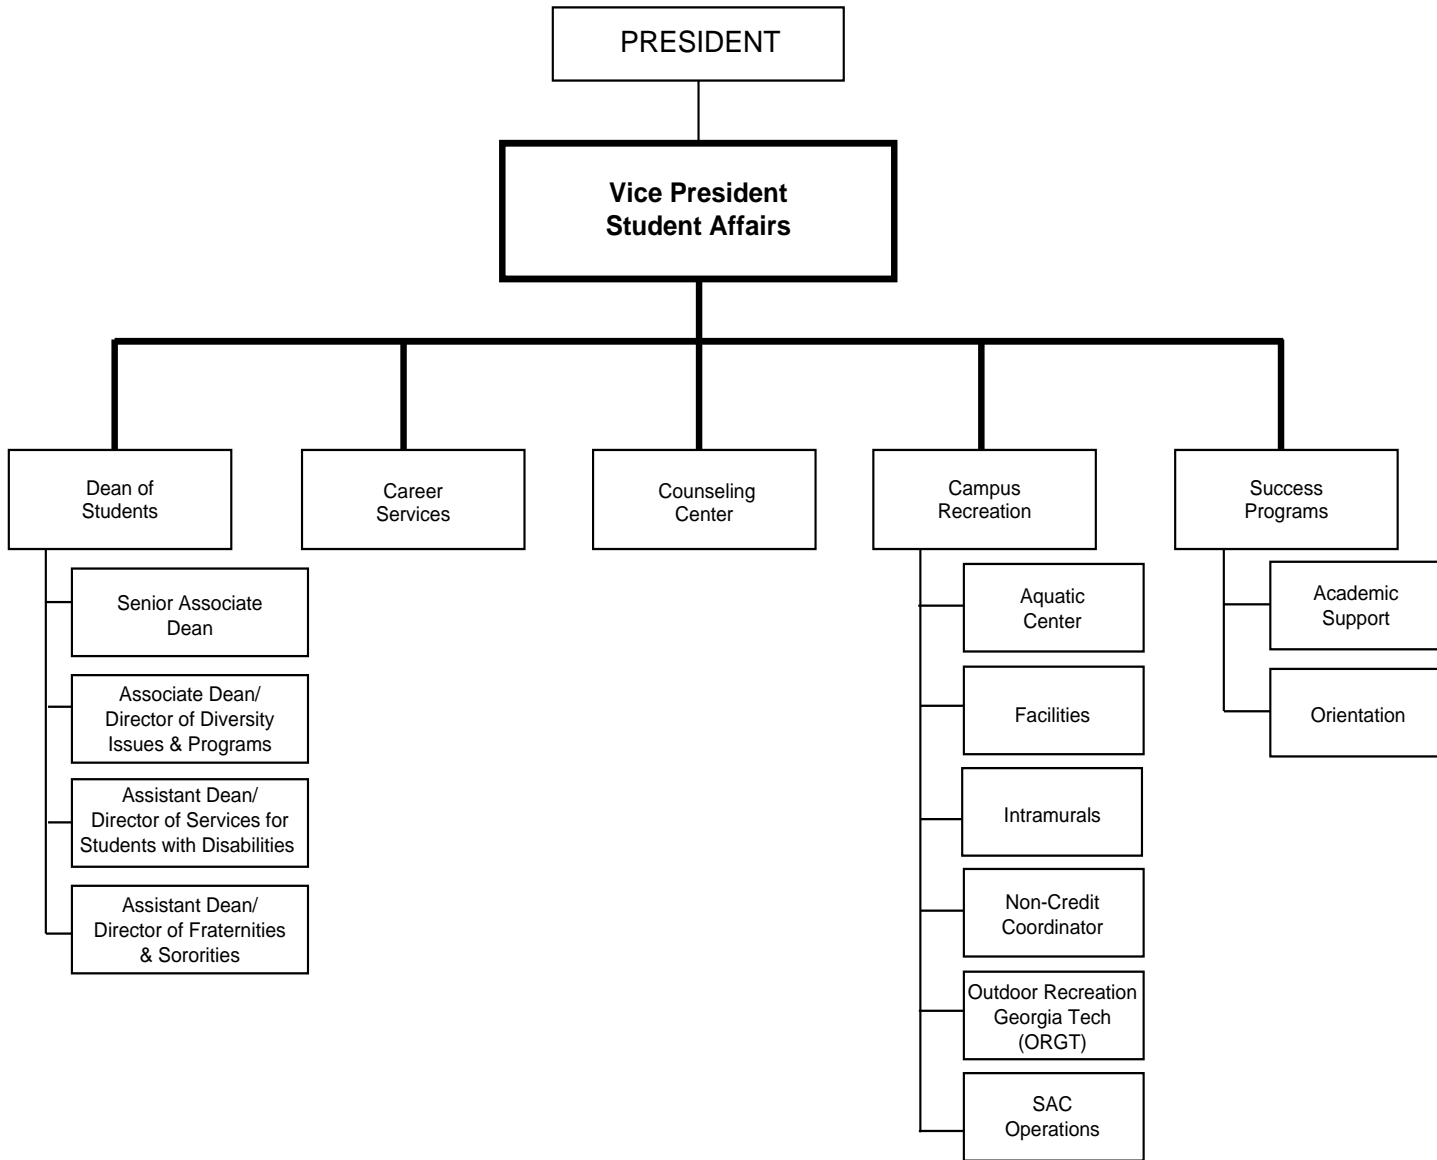 PRESIDENT
Vice President
Student Affairs
Dean of
Students
Career
Services
Counseling
Center
Campus
Recreation
Success
Programs
Senior Associate
Dean
Associate Dean/
Director of Diversity
Issues & Programs
Assistant Dean/
Director of Services for
Students with Disabilities
Assistant Dean/
Director of Fraternities
& Sororities
Aquatic
Center
Facilities
Intramurals
Non-Credit
Coordinator
Outdoor Recreation
Georgia Tech
(ORGT)
SAC
Operations
Academic
Support
Orientation